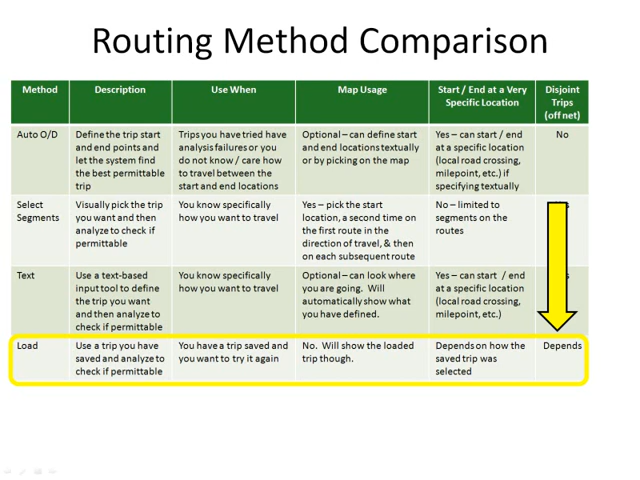 Routing Method Comparison
Method
Description
Use When
Map Usage
Start / End at a Very
Specific Location
Disjoint
Trips
(off net)
Auto O/D
Define the trip start
and end points and
let the system find
the best permittable
trip
Trips you have tried have
analysis failures or you
do not know / care how
to travel between the
start and end locations
Optional – can define start
and end locations textually
or by picking on the map
Yes – can start / end
at a specific location
(local road crossing,
milepoint, etc.) if
specifying textually
No
Select
Segments
Visually pick the trip
you want and then
analyze to check if
permittable
You know specifically
how you want to travel
Yes – pick the start
location, a second time on
the first route in the
direction of travel, & then
on each subsequent route
No – limited to
segments on the
routes
Text
Use a text-based
input tool to define
the trip you want
and then analyze to
check if permittable
You know specifically
how you want to travel
Optional – can look where
you are going. Will
automatically show what
you have defined.
Yes – can start / end
at a specific location
(local road crossing,
milepoint, etc.)
Load
Use a trip you have
saved and analyze to
check if permittable
You have a trip saved and
you want to try it again
No. Will show the loaded
trip though.
Depends on how the
saved trip was
selected
Depends